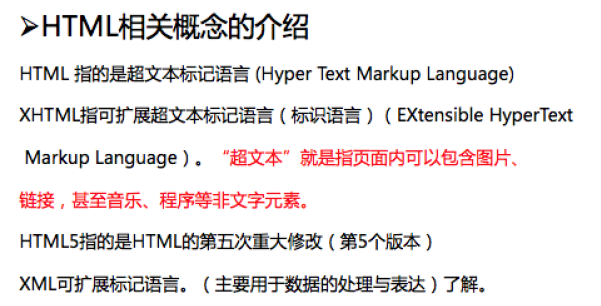 ➢HTML相关概念的介绍
HTML 指的是超文本标记语言 (Hyper Text Markup Language)
XHTML指可扩展超文本标记语言（标识语言）（EXtensible HyperText
Markup Language）。 “超文本”就是指页面内可以包含图片、
链接，甚至音乐、程序等非文字元素。
HTML5指的是HTML的第五次重大修改（第5个版本）
XML可扩展标记语言。（主要用于数据的处理与表达）了解。